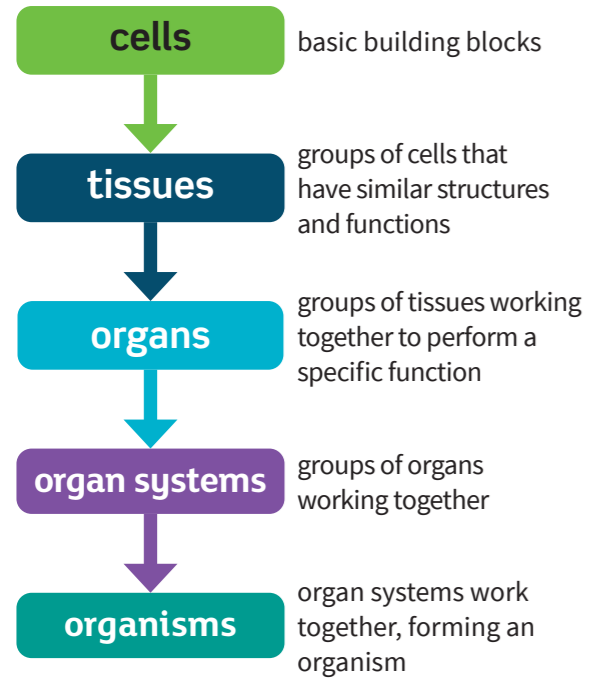 cells
basic building blocks
tissues
groups of cells that
have similar structures
and functions
organs
groups of tissues working
together to perform a
specific function
organ systems
groups of organs
working together
organisms
organ systems work
together, forming an
organism